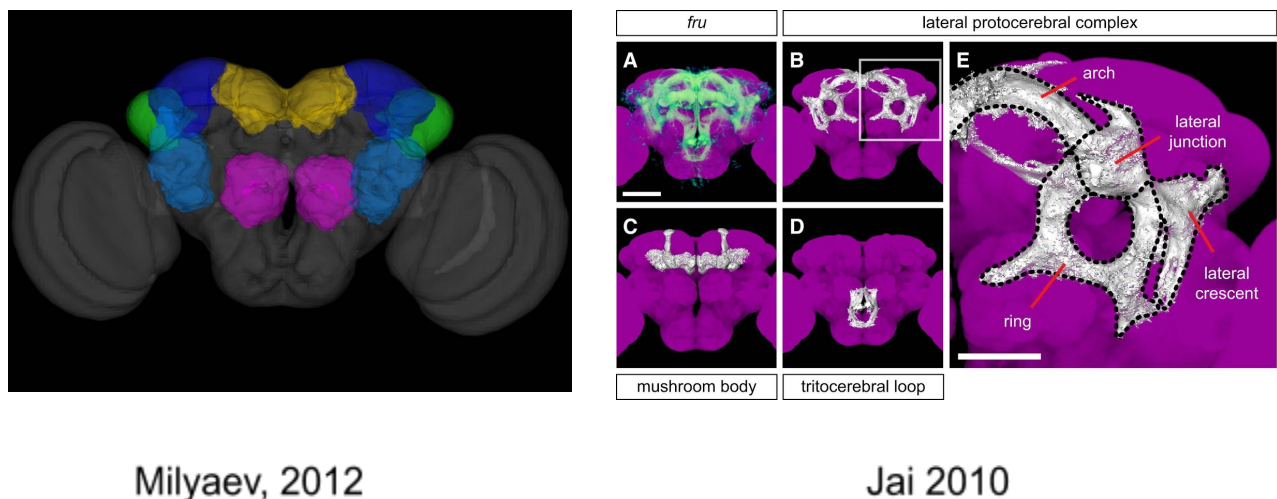 fru
lateral protocerebral complex
A
B
E
arch
lateral
junction
C
D
lateral
crescent
ring
mushroom body
tritocerebral loop
Milyaev, 2012
Jai 2010